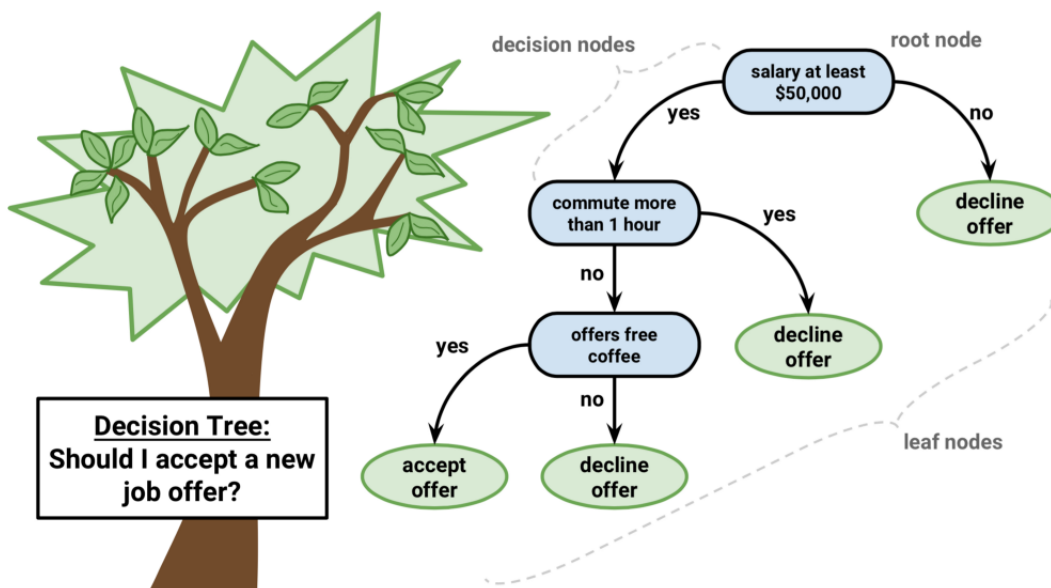 decision nodes
root node
salary at least
$50,000
yes
no
commute more
than 1 hour
yes
decline
offer
no
offers free
coffee
decline
offer
yes
no
leaf nodes
accept
offer
decline
offer
Decision Tree:
Should I accept a new
job offer?